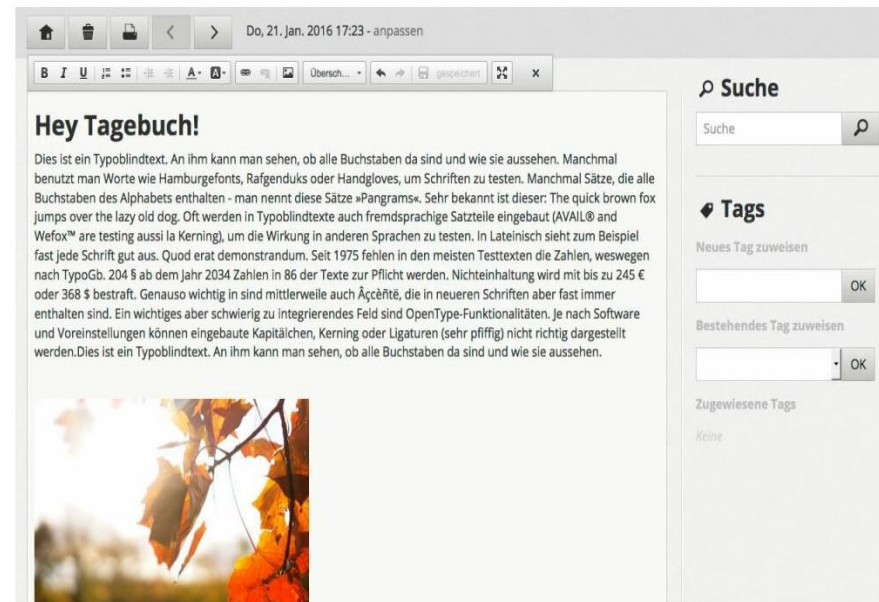 Do, 21. Jan. 2016 17:23 - anpassen
B I U A A Übersch... gespeichert x
Hey Tagebuch!
Dies ist ein Typoblindtext. An ihm kann man sehen, ob alle Buchstaben da sind und wie sie aussehen. Manchmal
benutzt man Worte wie Hamburgefonts, Rafgenduks oder Handgloves, um Schriften zu testen. Manchmal Sätze, die alle
Buchstaben des Alphabets enthalten - man nennt diese Sätze »Pangrams«. Sehr bekannt ist dieser: The quick brown fox
jumps over the lazy old dog. Oft werden in Typoblindtexte auch fremdsprachige Satzteile eingebaut (AVAIL® and
Wefox™ are testing aussi la Kerning), um die Wirkung in anderen Sprachen zu testen. In Lateinisch sieht zum Beispiel
fast jede Schrift gut aus. Quod erat demonstrandum. Seit 1975 fehlen in den meisten Testtexten die Zahlen, weswegen
nach TypoGb. 204 § ab dem Jahr 2034 Zahlen in 86 der Texte zur Pflicht werden. Nichteinhaltung wird mit bis zu 245 €
oder 368 $ bestraft. Genauso wichtig in sind mittlerweile auch Âçcèñtë, die in neueren Schriften aber fast immer
enthalten sind. Ein wichtiges aber schwierig zu integrierendes Feld sind OpenType-Funktionalitäten. Je nach Software
und Voreinstellungen können eingebaute Kapitälchen, Kerning oder Ligaturen (sehr pfiffig) nicht richtig dargestellt
werden.Dies ist ein Typoblindtext. An ihm kann man sehen, ob alle Buchstaben da sind und wie sie aussehen.
Suche
Suche
Tags
Neues Tag zuweisen
OK
Bestehendes Tag zuweisen
OK
Zugewiesene Tags
Keine